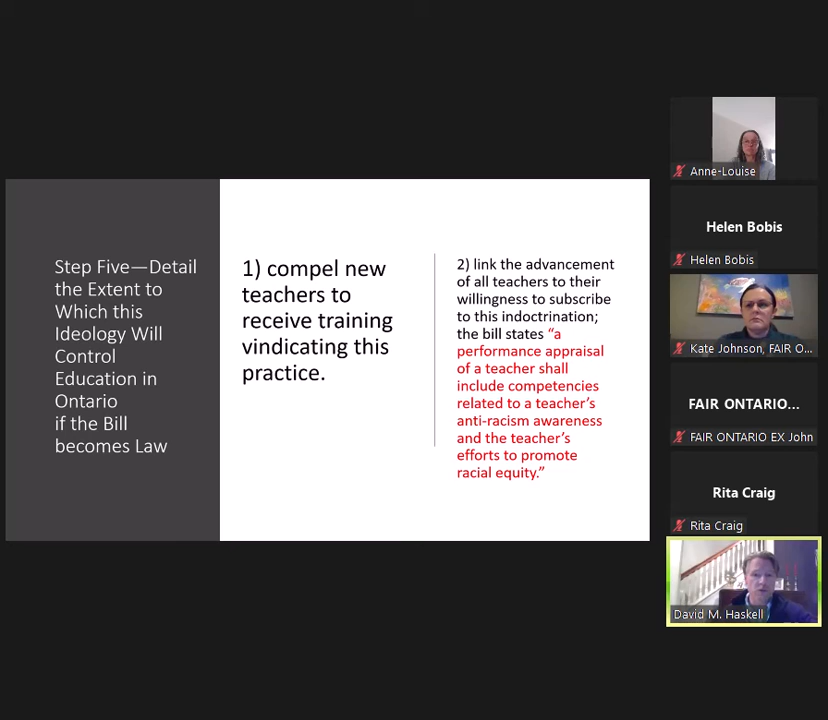 Step Five—Detail
the Extent to
Which this
Ideology Will
Control
Education in
Ontario
if the Bill
becomes Law
1) compel new
teachers to
receive training
vindicating this
practice.
2) link the advancement
of all teachers to their
willingness to subscribe
to this indoctrination;
the bill states “a
performance appraisal
of a teacher shall
include competencies
related to a teacher’s
anti-racism awareness
and the teacher’s
efforts to promote
racial equity.”
Anne-Louise
Helen Bobis
Helen Bobis
Kate Johnson, FAIR O...
FAIR ONTARIO...
FAIR ONTARIO EX John
Rita Craig
Rita Craig
David M. Haskell